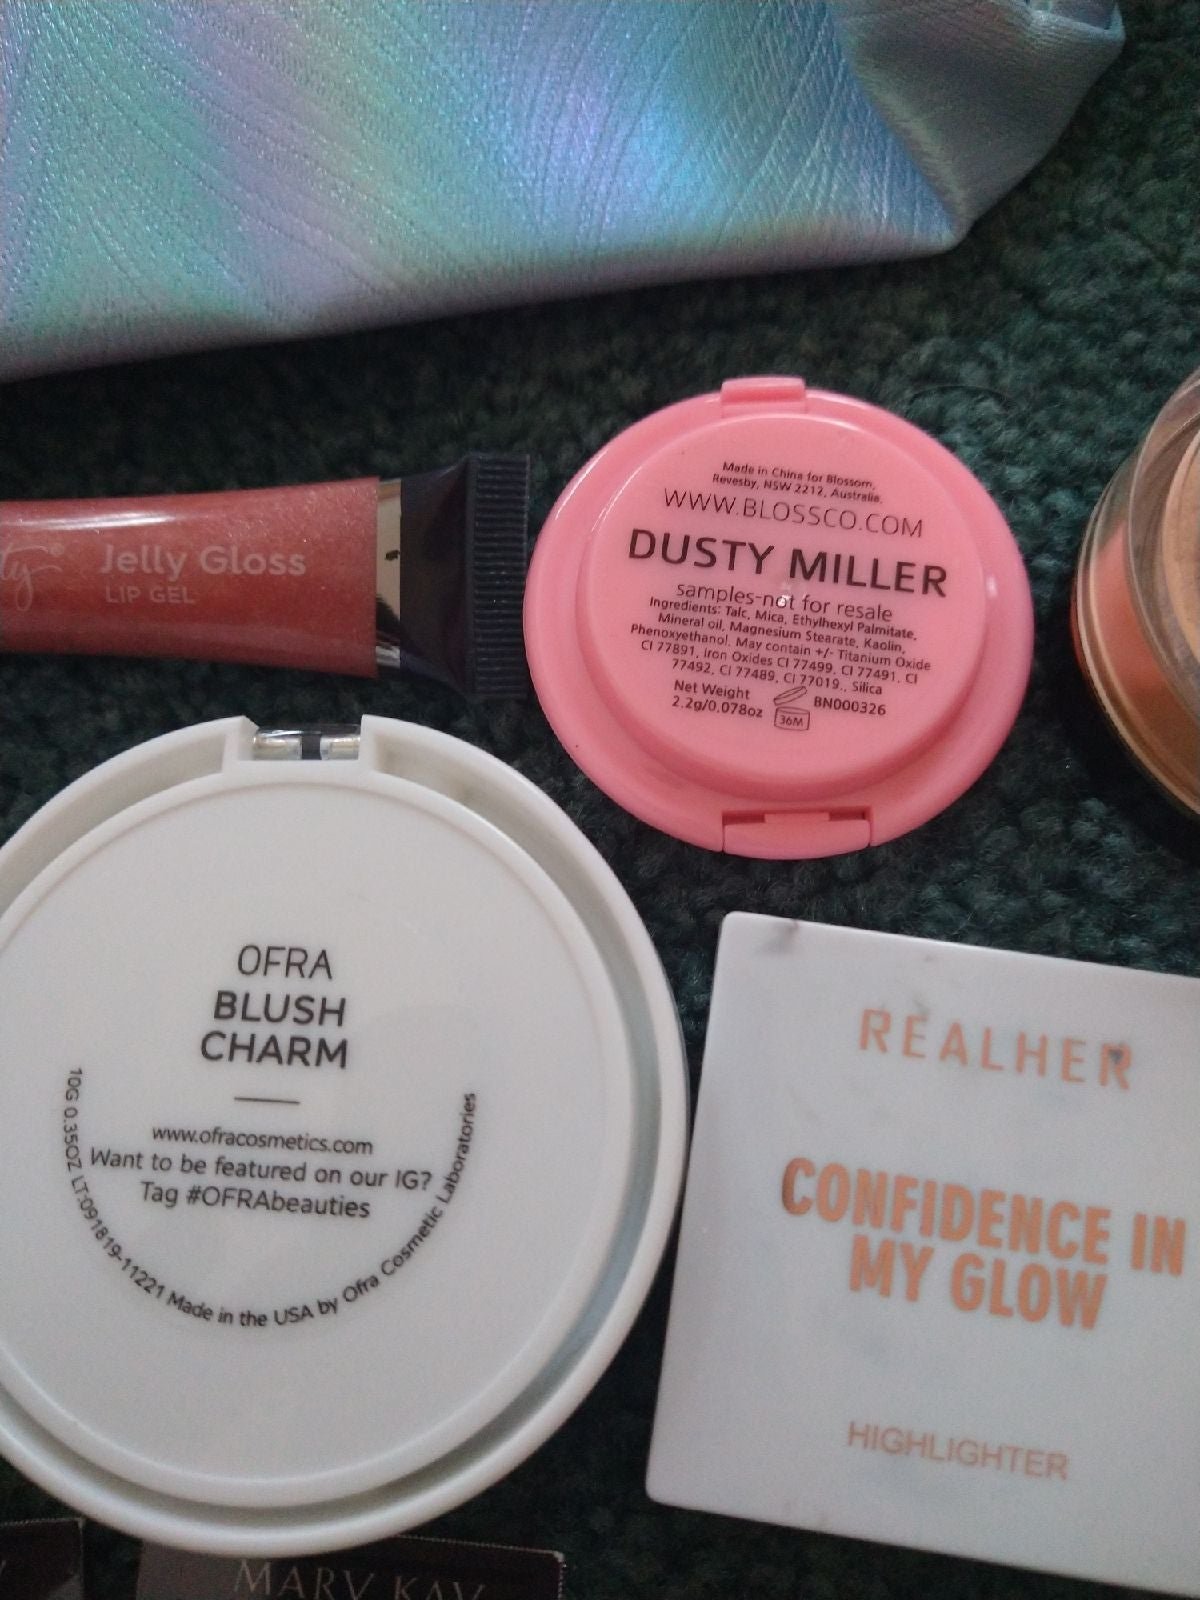 ty®
Jelly Gloss
LIP GEL
Made in China for Blossom,
Revesby, NSW 2212, Australia.
WWW.BLOSSCO.COM
DUSTY MILLER
samples-not for resale
Ingredients: Talc, Mica, Ethylhexyl Palmitate,
Mineral oil, Magnesium Stearate, Kaolin,
Phenoxyethanol. May contain +/- Titanium Oxide
CI 77891, Iron Oxides CI 77499, CI 77491, CI
77492, CI 77489, CI 77019., Silica
Net Weight
2.2g/0.078oz
36M
BN000326
OFRA
BLUSH
CHARM
www.ofracosmetics.com
Want to be featured on our IG?
Tag #OFRAbeauties
10G 0.35OZ LT:091819-11221 Made in the USA by Ofra Cosmetic Laboratories
REALHER
CONFIDENCE IN
MY GLOW
HIGHLIGHTER
MARY KAY